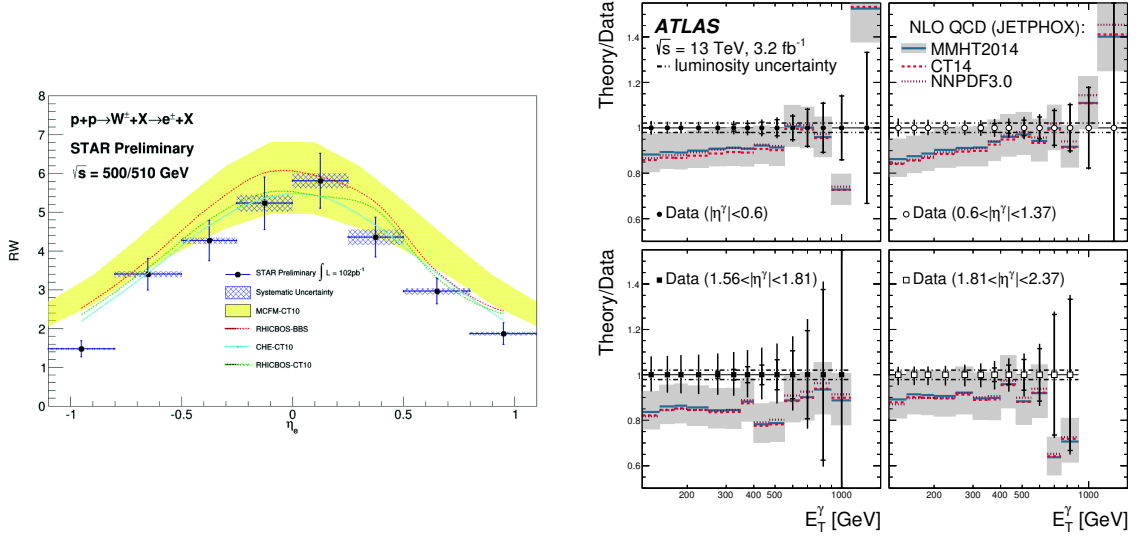 8
7
6
5
4
3
2
1
0
RW
p+p→W±+X→e±+X
STAR Preliminary
√s = 500/510 GeV
STAR Preliminary ∫ L = 102pb⁻¹
Systematic Uncertainty
MCFM-CT10
RHICBOS-BBS
CHE-CT10
RHICBOS-CT10
-1 -0.5 0 0.5 1
ηe
Theory/Data
1.4
1.2
1
0.8
0.6
ATLAS
√s = 13 TeV, 3.2 fb⁻¹
luminosity uncertainty
Data (|ηγ|<0.6)
NLO QCD (JETPHOX):
MMHT2014
CT14
NNPDF3.0
Data (0.6<|ηγ|<1.37)
Theory/Data
1.4
1.2
1
0.8
0.6
Data (1.56<|ηγ|<1.81)
Data (1.81<|ηγ|<2.37)
200 300 400 500 1000
200 300 400 500 1000
ETγ [GeV]
ETγ [GeV]